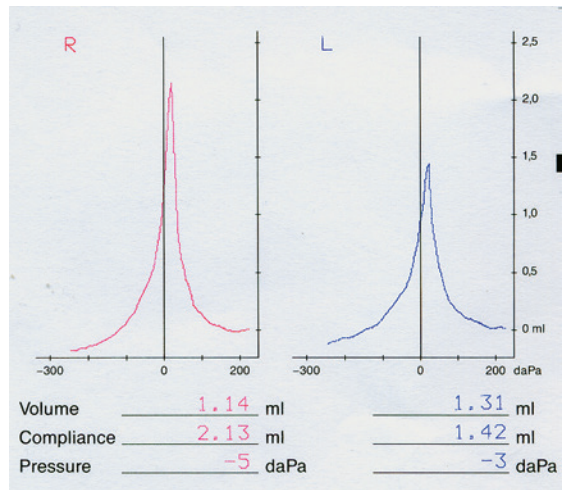 R L 2,5
2,0
1,5
1,0
0,5
0 ml
-300 0 200 -300 0 200 daPa
Volume 1.14 ml 1.31 ml
Compliance 2.13 ml 1.42 ml
Pressure -5 daPa -3 daPa